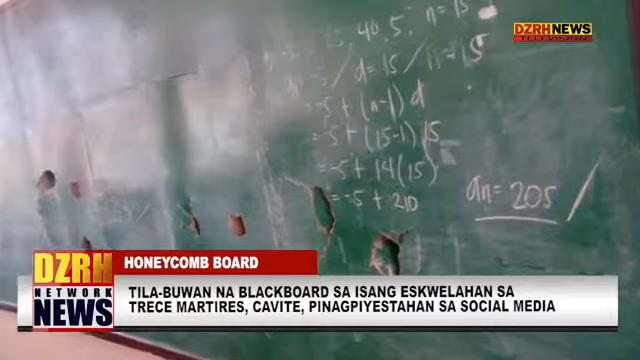 DZRH NEWS
TELEVISION
15, 40.5, n=15
d=15 / n=15
=-5+(n-1)d
=-5+(15-1)15
=-5+14(15)
=-5+210
an=205
HONEYCOMB BOARD
DZRH
NETWORK
NEWS
TILA-BUWAN NA BLACKBOARD SA ISANG ESKWELAHAN SA
TRECE MARTIRES, CAVITE, PINAGPIYESTAHAN SA SOCIAL MEDIA